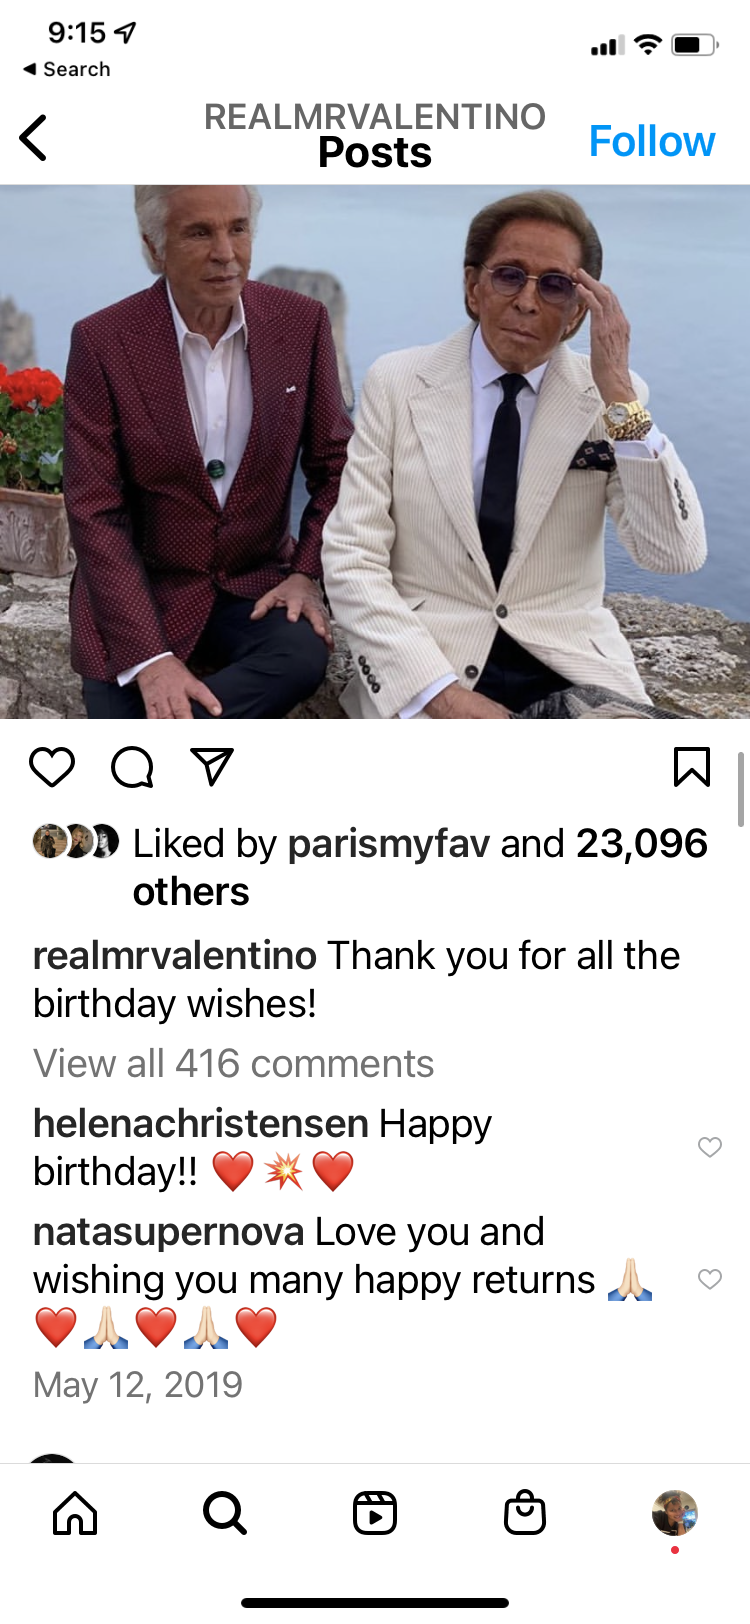 9:15
◀ Search
REALMRVALENTINO
Posts
Follow
Liked by parismyfav and 23,096
others
realmrvalentino Thank you for all the
birthday wishes!
View all 416 comments
helenachristensen Happy
birthday!! ❤️💥❤️
natasupernova Love you and
wishing you many happy returns 🙏🏻
❤️🙏🏻❤️🙏🏻❤️
May 12, 2019